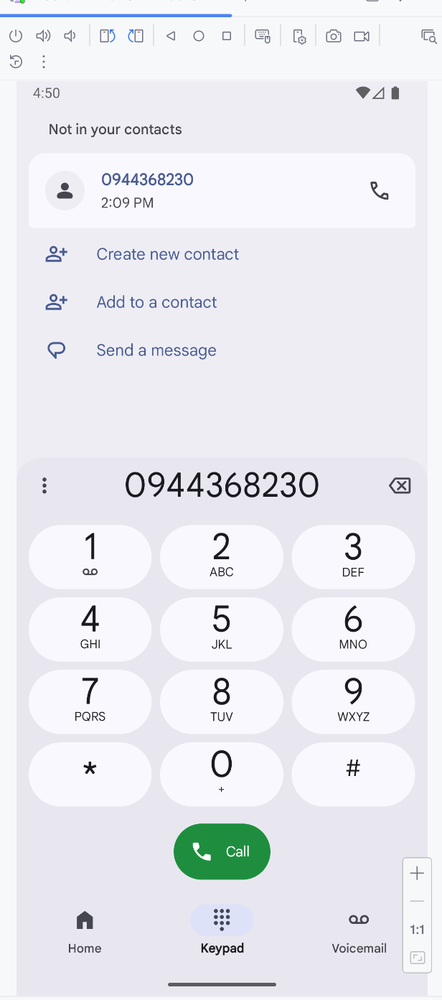 4:50
Not in your contacts
0944368230
2:09 PM
Create new contact
Add to a contact
Send a message
0944368230
1
2
ABC
3
DEF
4
GHI
5
JKL
6
MNO
7
PQRS
8
TUV
9
WXYZ
*
0
+
#
Call
1:1
Home
Keypad
Voicemail